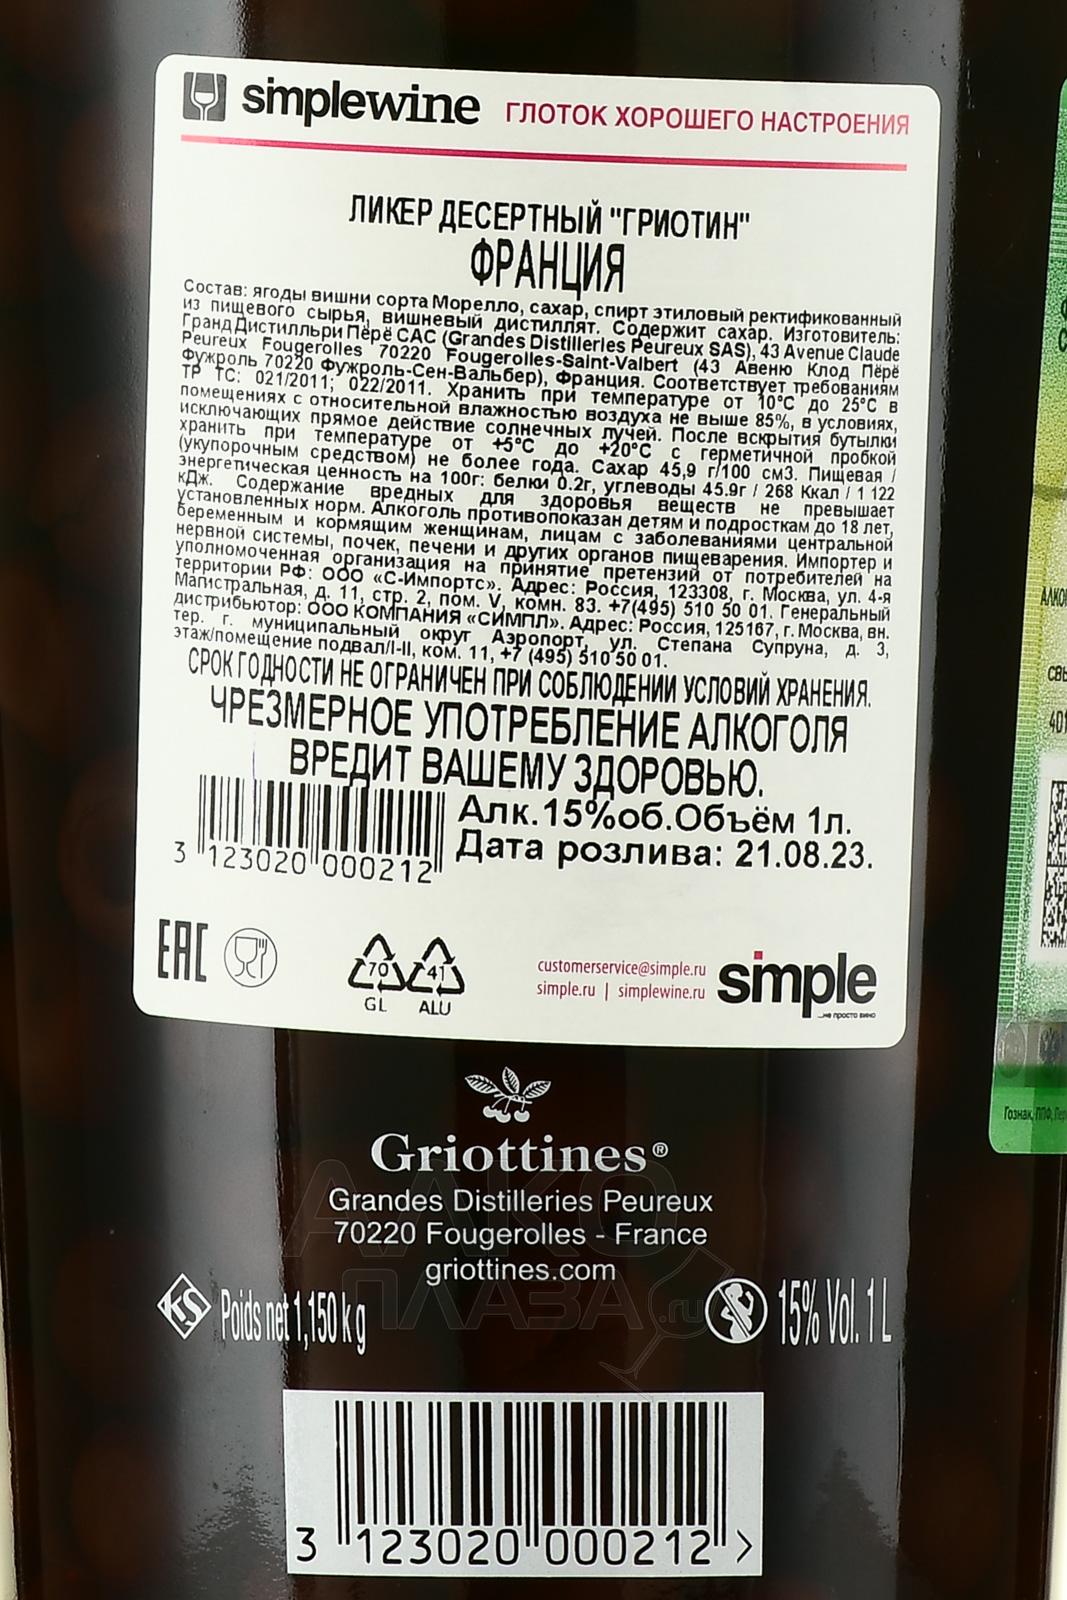 simplewine ГЛОТОК ХОРОШЕГО НАСТРОЕНИЯ
ЛИКЕР ДЕСЕРТНЫЙ "ГРИОТИН"
ФРАНЦИЯ
Состав: ягоды вишни сорта Морелло, сахар, спирт этиловый ректификованный
из пищевого сырья, вишневый дистиллят. Содержит сахар. Изготовитель:
Гранд Дистилльри Пёрё САС (Grandes Distilleries Peureux SAS), 43 Avenue Claude
Peureux Fougerolles 70220 Fougerolles-Saint-Valbert (43 Авеню Клод Пёрё
Фужроль 70220 Фужроль-Сен-Вальбер), Франция. Соответствует требованиям
ТР ТС: 021/2011; 022/2011. Хранить при температуре от 10°С до 25°С в
помещениях с относительной влажностью воздуха не выше 85%, в условиях,
исключающих прямое действие солнечных лучей. После вскрытия бутылки
хранить при температуре от +5°С до +20°С с герметичной пробкой
(укупорочным средством) не более года. Сахар 45,9 г/100 см3. Пищевая /
энергетическая ценность на 100г: белки 0.2г, углеводы 45.9г / 268 Ккал / 1 122
кДж. Содержание вредных для здоровья веществ не превышает
установленных норм. Алкоголь противопоказан детям и подросткам до 18 лет,
беременным и кормящим женщинам, лицам с заболеваниями центральной
нервной системы, почек, печени и других органов пищеварения. Импортер и
уполномоченная организация на принятие претензий от потребителей на
территории РФ: ООО «С-Импортс». Адрес: Россия, 123308, г. Москва, ул. 4-я
Магистральная, д. 11, стр. 2, пом. V, комн. 83. +7(495) 510 50 01. Генеральный
дистрибьютор: ООО КОМПАНИЯ «СИМПЛ». Адрес: Россия, 125167, г. Москва, вн.
тер. г. муниципальный округ Аэропорт, ул. Степана Супруна, д. 3,
этаж/помещение подвал/I-II, ком. 11, +7 (495) 510 50 01.
СРОК ГОДНОСТИ НЕ ОГРАНИЧЕН ПРИ СОБЛЮДЕНИИ УСЛОВИЙ ХРАНЕНИЯ.
ЧРЕЗМЕРНОЕ УПОТРЕБЛЕНИЕ АЛКОГОЛЯ
ВРЕДИТ ВАШЕМУ ЗДОРОВЬЮ.
Алк.15%об.Объём 1л.
Дата розлива: 21.08.23.
3 123020 000212
EAC
70 41
GL ALU
customerservice@simple.ru
simple.ru | simplewine.ru
simple
...не просто вино
Griottines®
Grandes Distilleries Peureux
70220 Fougerolles - France
griottines.com
KS Poids net 1,150 kg
15% Vol. 1 L
АЛКО
ПЛАЗА.ru
3 123020 000212 >